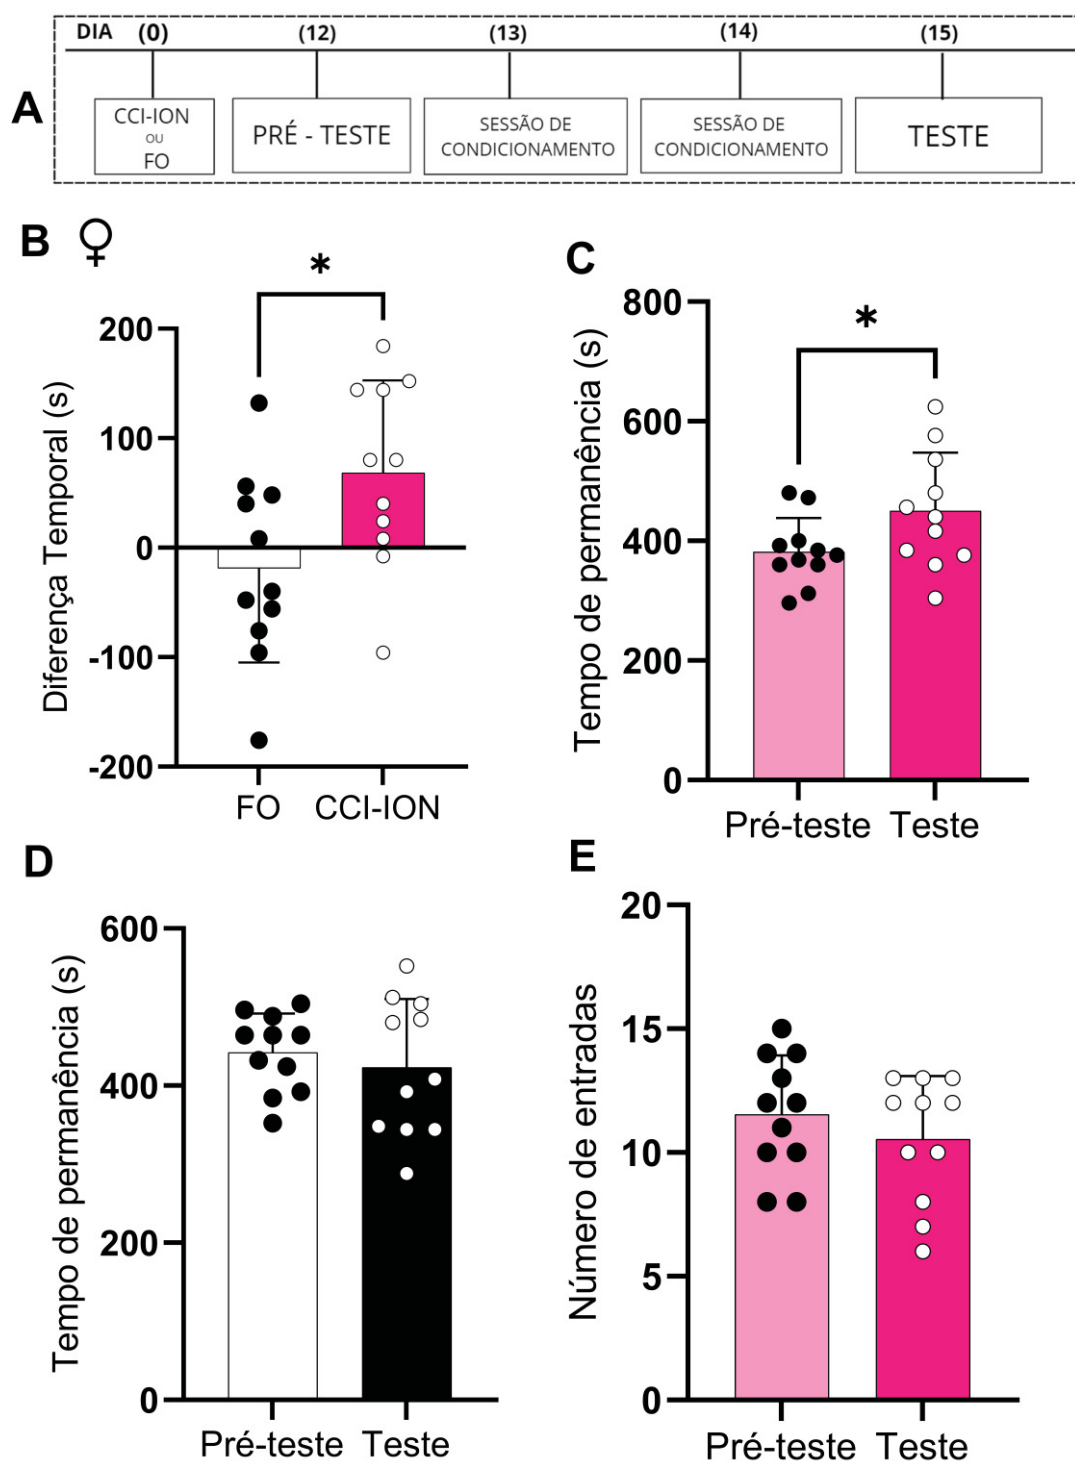 DIA (0) (12) (13) (14) (15)
A
CCI-ION
OU
FO
PRÉ - TESTE
SESSÃO DE
CONDICIONAMENTO
SESSÃO DE
CONDICIONAMENTO
TESTE
B ♀
*
Diferença Temporal (s)
200
100
0
-100
-200
FO CCI-ION
C
*
Tempo de permanência (s)
800
600
400
200
0
Pré-teste Teste
D
Tempo de permanência (s)
600
400
200
0
Pré-teste Teste
E
Número de entradas
20
15
10
5
0
Pré-teste Teste